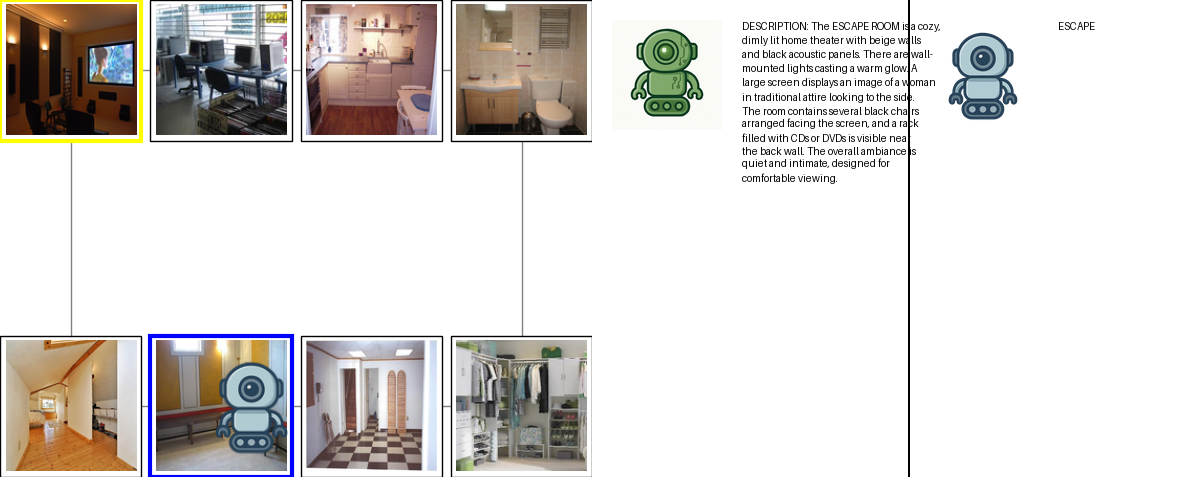 DESCRIPTION: The ESCAPE ROOM is a cozy,
dimly lit home theater with beige walls
and black acoustic panels. There are wall-
mounted lights casting a warm glow. A
large screen displays an image of a woman
in traditional attire looking to the side.
The room contains several black chairs
arranged facing the screen, and a rack
filled with CDs or DVDs is visible near
the back wall. The overall ambiance is
quiet and intimate, designed for
comfortable viewing.
ESCAPE